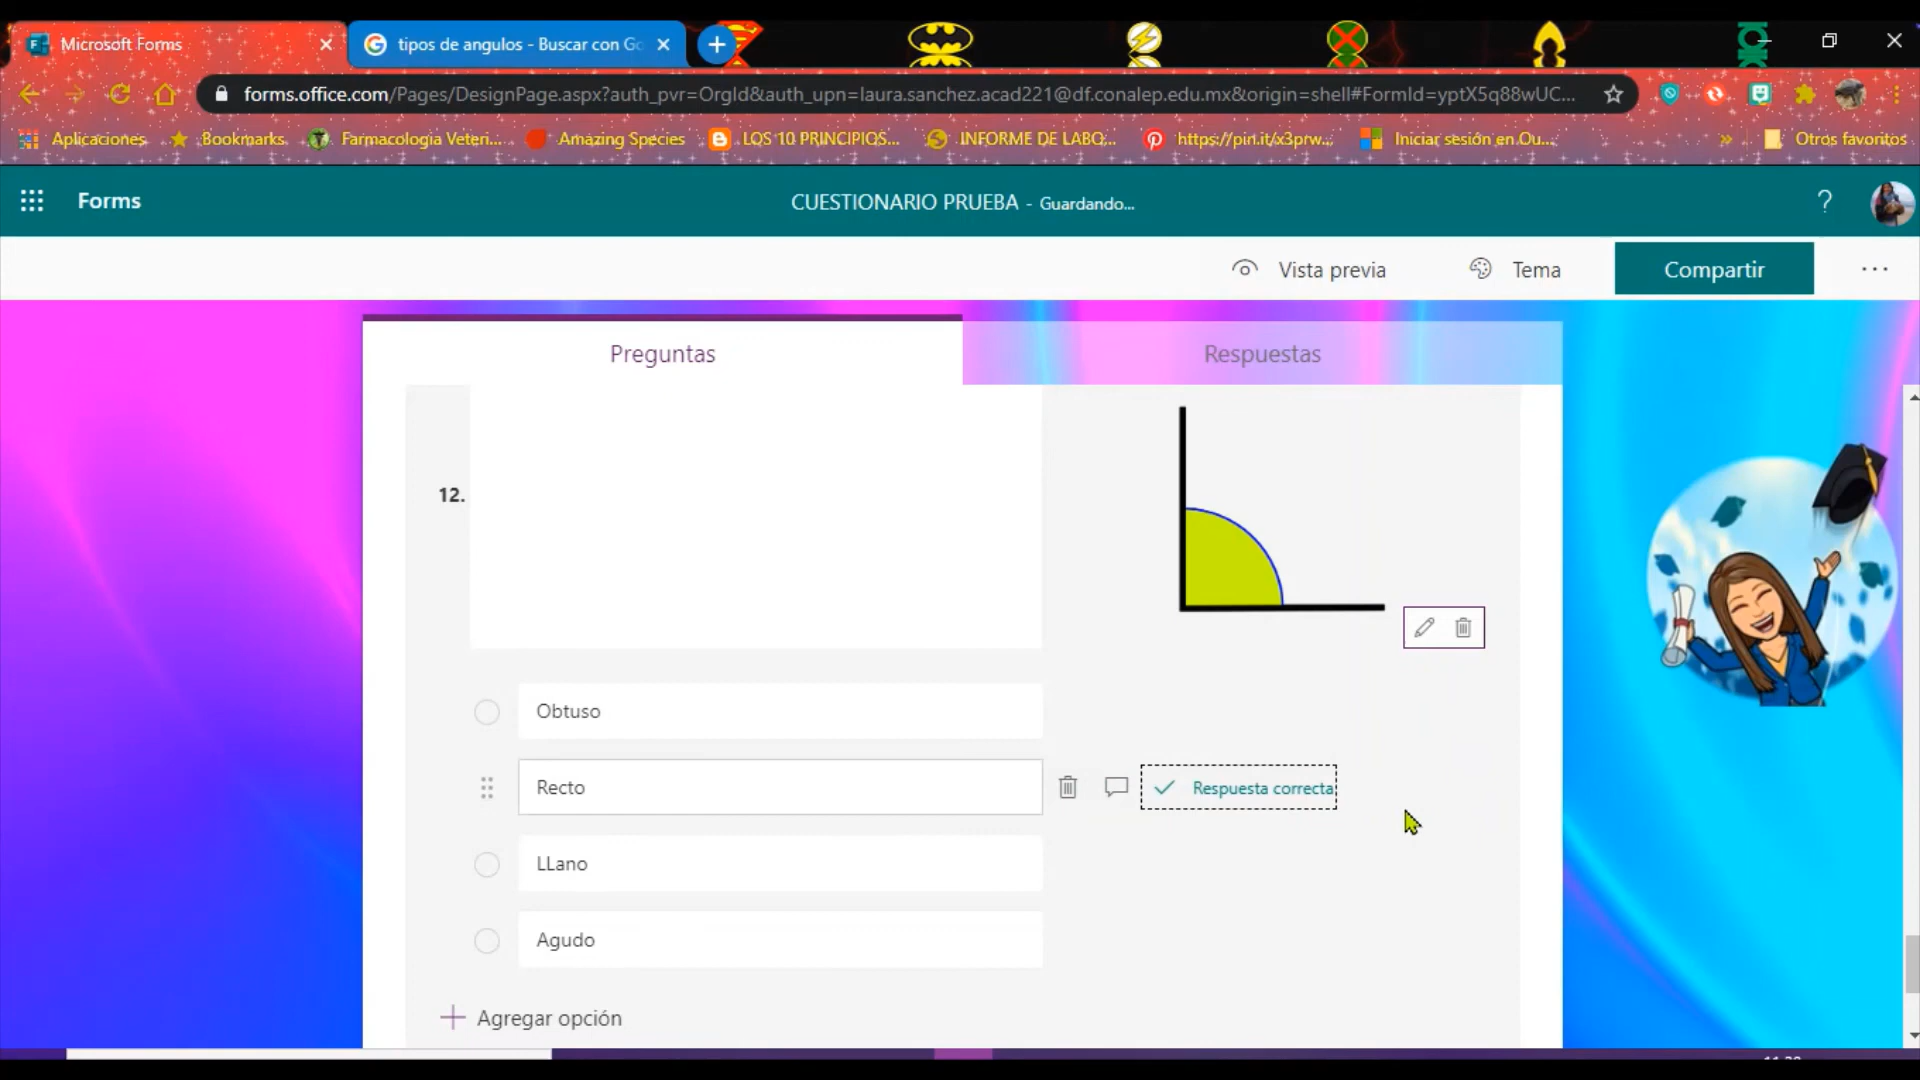 Microsoft Forms
tipos de angulos - Buscar con Go
forms.office.com/Pages/DesignPage.aspx?auth_pvr=OrgId&auth_upn=laura.sanchez.acad221@df.conalep.edu.mx&origin=shell#FormId=yptX5q88wUC...
Aplicaciones
Bookmarks
Farmacologia Veteri...
Amazing Species
LOS 10 PRINCIPIOS...
INFORME DE LABO...
https://pin.it/x3prw...
Iniciar sesión en Ou...
»
Otros favoritos
Forms
CUESTIONARIO PRUEBA - Guardando...
?
Vista previa
Tema
Compartir
...
Preguntas
Respuestas
12.
Obtuso
Recto
Respuesta correcta
LLano
Agudo
Agregar opción